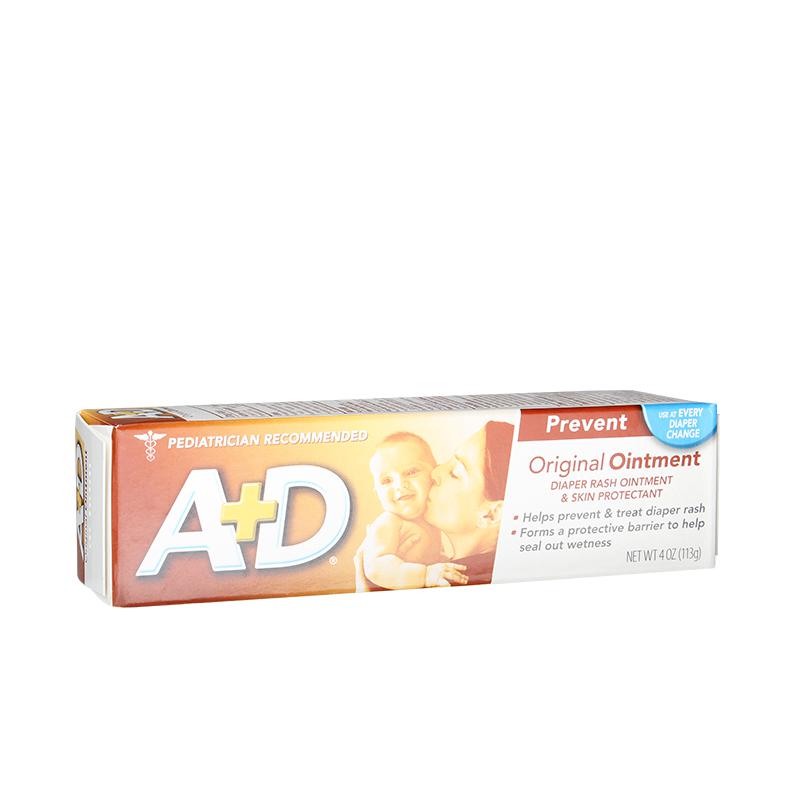 PEDIATRICIAN RECOMMENDED
A+D®
Prevent
USE AT EVERY
DIAPER
CHANGE
Original Ointment
DIAPER RASH OINTMENT
& SKIN PROTECTANT
• Helps prevent & treat diaper rash
• Forms a protective barrier to help
seal out wetness
NET WT 4 OZ (113g)